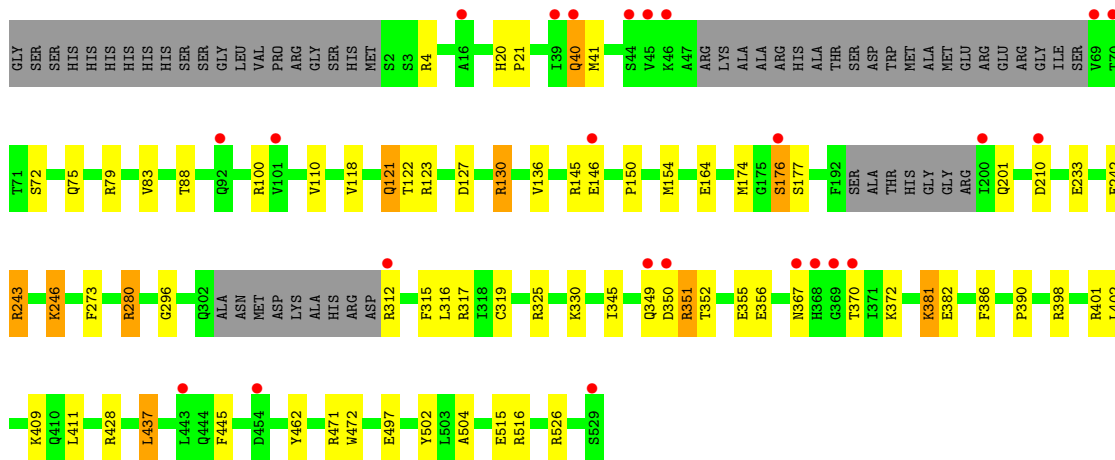 GLY SER SER HIS HIS HIS HIS HIS HIS SER SER GLY LEU VAL PRO ARG GLY SER HIS MET S2 S3 R4 A16 H20 P21 I39 Q40 M41 S44 V45 K46 A47 ARG LYS ALA ALA ARG HIS ALA THR SER ASP TRP MET ALA MET GLU ARG GLU ARG GLY ILE SER V69 T70
T71 S72 Q75 R79 V83 T88 Q92 R100 V101 V110 V118 Q121 T122 R123 D127 R130 V136 R145 E146 P150 M154 E164 M174 G175 S176 S177 F192 SER ALA THR HIS GLY GLY ARG I200 Q201 D210 E233 E242
R243 K246 F273 R280 G296 Q302 ALA ASN MET ASP LYS ALA HIS ARG ASP R312 F315 L316 R317 I318 C319 R325 K330 I345 Q349 D350 R351 T352 E355 E356 N367 H368 G369 T370 I371 K372 K381 E382 F386 P390 R398 R401 L402
K409 Q410 L411 R428 L437 L443 Q444 F445 D454 Y462 R471 W472 E497 Y502 L503 A504 E515 R516 R526 S529